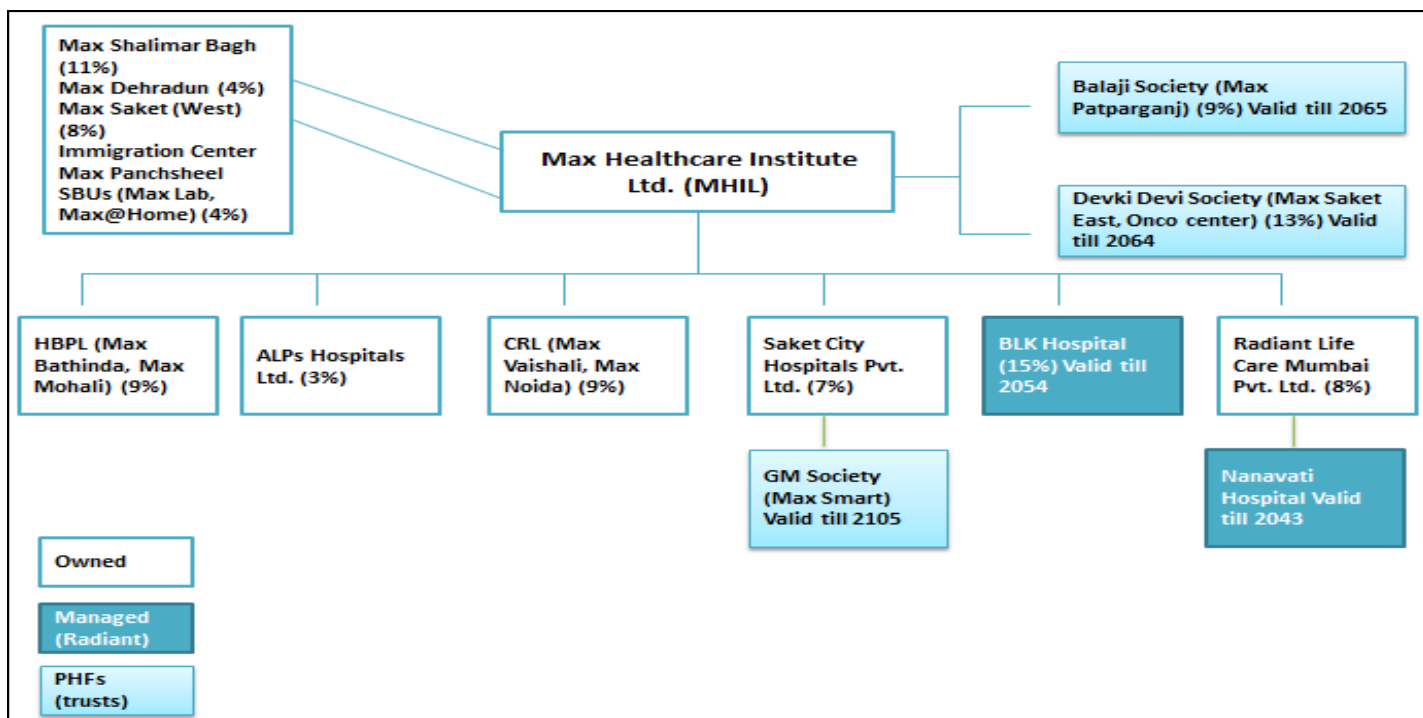 Max Shalimar Bagh
(11%)
Max Dehradun (4%)
Max Saket (West)
(8%)
Immigration Center
Max Panchsheel
SBUs (Max Lab,
Max@Home) (4%)
Max Healthcare Institute
Ltd. (MHIL)
Balaji Society (Max
Patparganj) (9%) Valid till 2065
Devki Devi Society (Max Saket
East, Onco center) (13%) Valid
till 2064
HBPL (Max
Bathinda, Max
Mohali) (9%)
ALPs Hospitals
Ltd. (3%)
CRL (Max
Vaishali, Max
Noida) (9%)
Saket City
Hospitals Pvt.
Ltd. (7%)
BLK Hospital
(15%) Valid till
2054
Radiant Life
Care Mumbai
Pvt. Ltd. (8%)
GM Society
(Max Smart)
Valid till 2105
Nanavati
Hospital Valid
till 2043
Owned
Managed
(Radiant)
PHFs
(trusts)